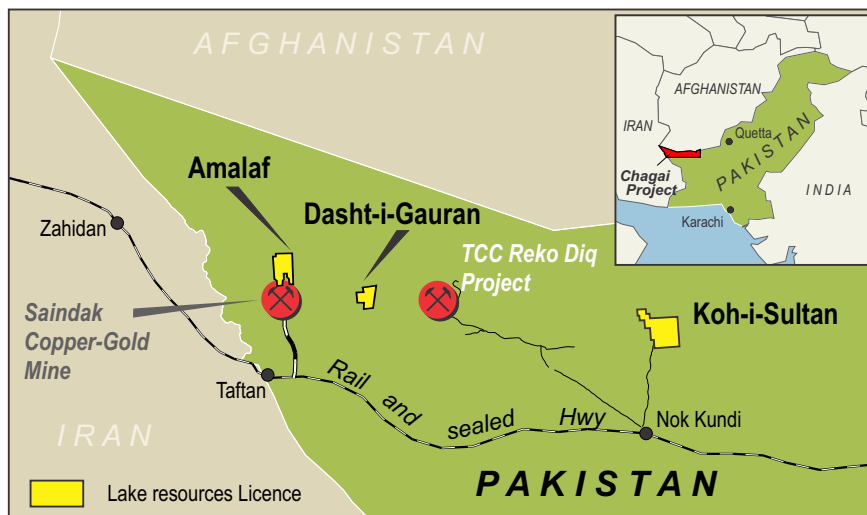 AFGHANISTAN
Amalaf
Dasht-i-Gauran
Zahidan
TCC Reko Diq
Project
Saindak
Copper-Gold
Mine
Koh-i-Sultan
Taftan
Rail and sealed Hwy
Nok Kundi
IRAN
PAKISTAN
Lake resources Licence
AFGHANISTAN
IRAN
Quetta
Chagai
Project
PAKISTAN
INDIA
Karachi